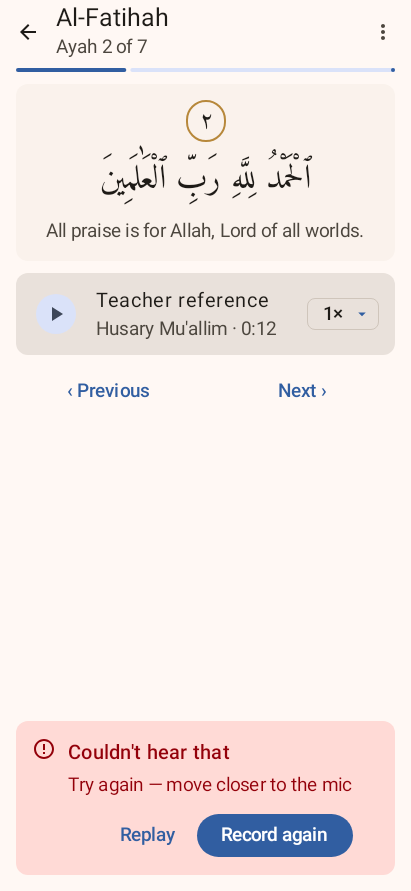 Al-Fatihah
Ayah 2 of 7
٢
ٱلْحَمْدُ لِلَّهِ رَبِّ ٱلْعَٰلَمِينَ
All praise is for Allah, Lord of all worlds.
Teacher reference
Husary Mu'allim · 0:12
1×
‹ Previous
Next ›
Couldn't hear that
Try again — move closer to the mic
Replay
Record again